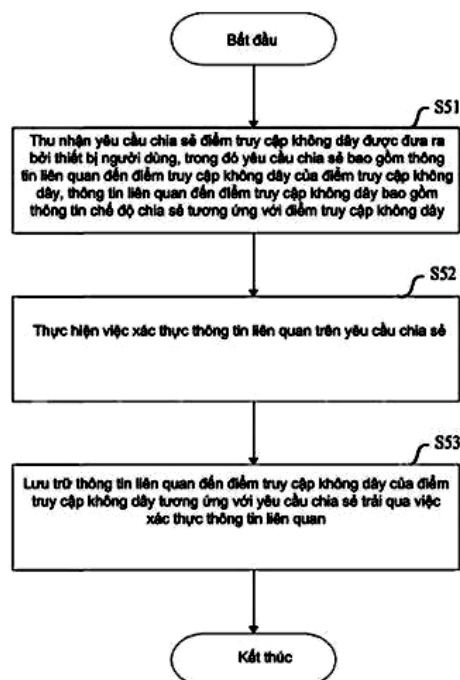 Bắt đầu
S51
Thu nhận yêu cầu chia sẻ điểm truy cập không dây được đưa ra
bởi thiết bị người dùng, trong đó yêu cầu chia sẻ bao gồm thông
tin liên quan đến điểm truy cập không dây của điểm truy cập không
dây, thông tin liên quan đến điểm truy cập không dây bao gồm
thông tin chế độ chia sẻ tương ứng với điểm truy cập không dây
S52
Thực hiện việc xác thực thông tin liên quan trên yêu cầu chia sẻ
S53
Lưu trữ thông tin liên quan đến điểm truy cập không dây của điểm
truy cập không dây tương ứng với yêu cầu chia sẻ trải qua việc
xác thực thông tin liên quan
Kết thúc